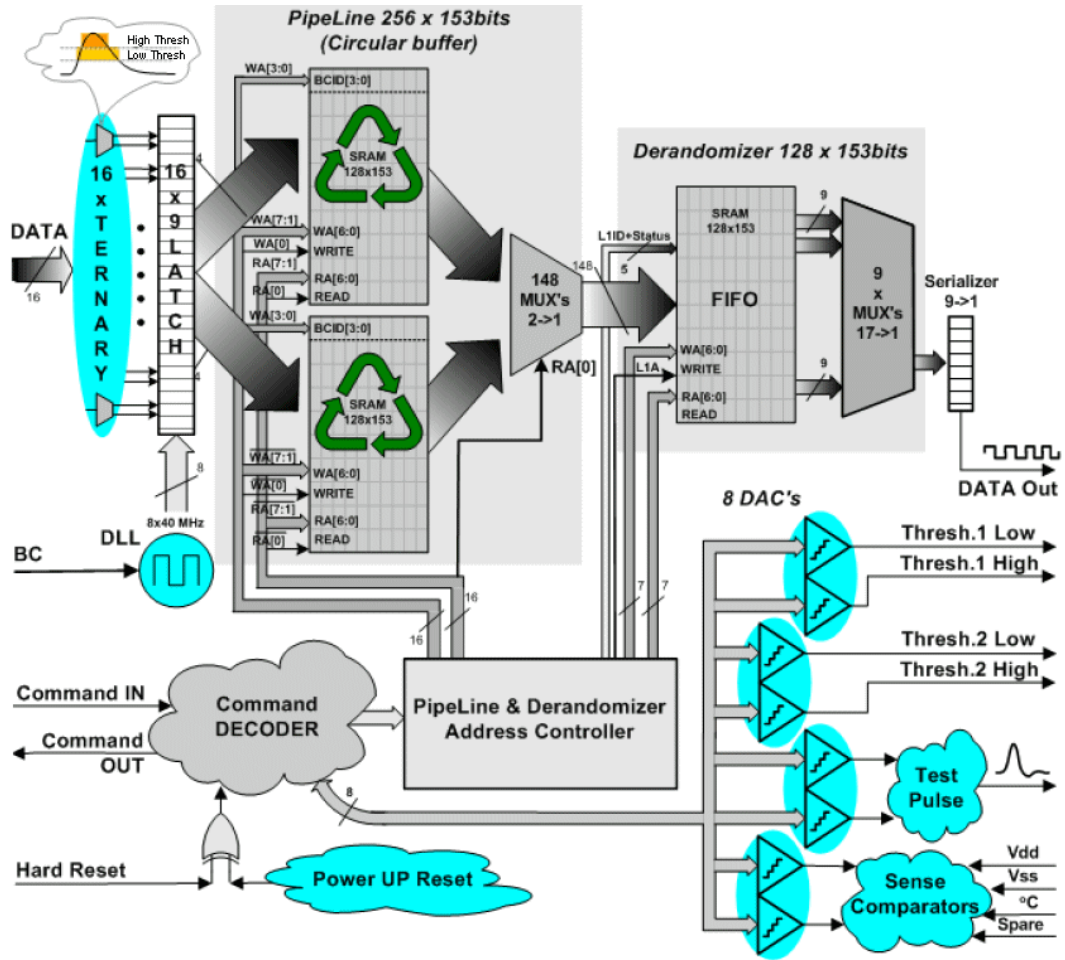 PipeLine 256 x 153bits
(Circular buffer)
High Thresh
Low Thresh
WA[3:0]
BCID[3:0]
SRAM
128x153
WA[7:1]
WA[6:0]
WA[0]
WRITE
RA[7:1]
RA[6:0]
RA[0]
READ
WA[3:0]
BCID[3:0]
SRAM
128x153
WA[7:1]
WA[6:0]
WA[0]
WRITE
RA[7:1]
RA[6:0]
RA[0]
READ
DATA
16
16 x TERNARY
16 x 9 LATCH
4
4
8
8x40 MHz
DLL
BC
148
MUX's
2->1
RA[0]
148
Derandomizer 128 x 153bits
L1ID+Status
5
SRAM
128x153
FIFO
WA[6:0]
L1A
WRITE
RA[6:0]
READ
9
9
9
x
MUX's
17->1
Serializer
9->1
DATA Out
16
16
7
7
8 DAC's
Thresh.1 Low
Thresh.1 High
Thresh.2 Low
Thresh.2 High
Command IN
Command
OUT
Command
DECODER
PipeLine & Derandomizer
Address Controller
8
Test
Pulse
Hard Reset
Power UP Reset
Sense
Comparators
Vdd
Vss
°C
Spare